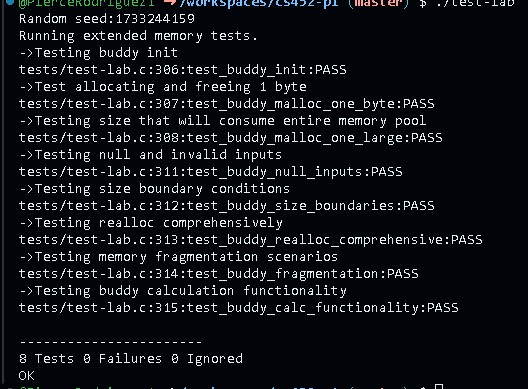 @PierceRodriguez1 → /workspaces/cs452-p1 (master) $ ./test-lab
Random seed:1733244159
Running extended memory tests.
->Testing buddy init
tests/test-lab.c:306:test_buddy_init:PASS
->Test allocating and freeing 1 byte
tests/test-lab.c:307:test_buddy_malloc_one_byte:PASS
->Testing size that will consume entire memory pool
tests/test-lab.c:308:test_buddy_malloc_one_large:PASS
->Testing null and invalid inputs
tests/test-lab.c:311:test_buddy_null_inputs:PASS
->Testing size boundary conditions
tests/test-lab.c:312:test_buddy_size_boundaries:PASS
->Testing realloc comprehensively
tests/test-lab.c:313:test_buddy_realloc_comprehensive:PASS
->Testing memory fragmentation scenarios
tests/test-lab.c:314:test_buddy_fragmentation:PASS
->Testing buddy calculation functionality
tests/test-lab.c:315:test_buddy_calc_functionality:PASS
-----------------------
8 Tests 0 Failures 0 Ignored
OK